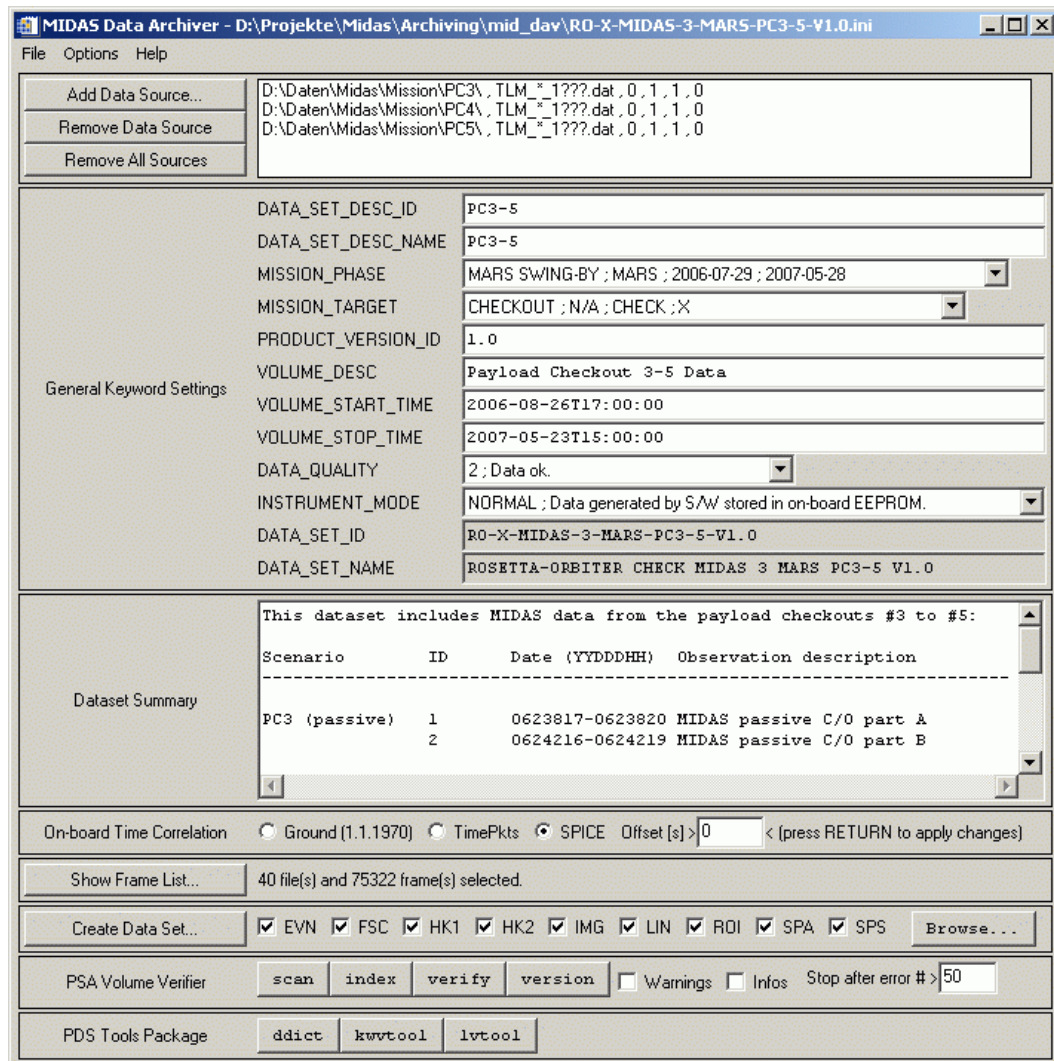 MIDAS Data Archiver - D:\Projekte\Midas\Archiving\mid_dav\RO-X-MIDAS-3-MARS-PC3-5-V1.0.ini
File Options Help
Add Data Source...
Remove Data Source
Remove All Sources
D:\Daten\Midas\Mission\PC3\ , TLM_*_1???.dat , 0 , 1 , 1 , 0
D:\Daten\Midas\Mission\PC4\ , TLM_*_1???.dat , 0 , 1 , 1 , 0
D:\Daten\Midas\Mission\PC5\ , TLM_*_1???.dat , 0 , 1 , 1 , 0
General Keyword Settings
DATA_SET_DESC_ID PC3-5
DATA_SET_DESC_NAME PC3-5
MISSION_PHASE MARS SWING-BY ; MARS ; 2006-07-29 ; 2007-05-28
MISSION_TARGET CHECKOUT ; N/A ; CHECK ; X
PRODUCT_VERSION_ID 1.0
VOLUME_DESC Payload Checkout 3-5 Data
VOLUME_START_TIME 2006-08-26T17:00:00
VOLUME_STOP_TIME 2007-05-23T15:00:00
DATA_QUALITY 2 ; Data ok.
INSTRUMENT_MODE NORMAL ; Data generated by S/W stored in on-board EEPROM.
DATA_SET_ID RO-X-MIDAS-3-MARS-PC3-5-V1.0
DATA_SET_NAME ROSETTA-ORBITER CHECK MIDAS 3 MARS PC3-5 V1.0
Dataset Summary
This dataset includes MIDAS data from the payload checkouts #3 to #5:
Scenario ID Date (YYDDDHH) Observation description
---------------------------------------------------------------------------
PC3 (passive) 1 0623817-0623820 MIDAS passive C/O part A
2 0624216-0624219 MIDAS passive C/O part B
On-board Time Correlation Ground (1.1.1970) TimePkts SPICE Offset [s] > 0 < (press RETURN to apply changes)
Show Frame List... 40 file(s) and 75322 frame(s) selected.
Create Data Set... EVN FSC HK1 HK2 IMG LIN ROI SPA SPS Browse...
PSA Volume Verifier scan index verify version Warnings Infos Stop after error # > 50
PDS Tools Package ddict kwvtool lvtool